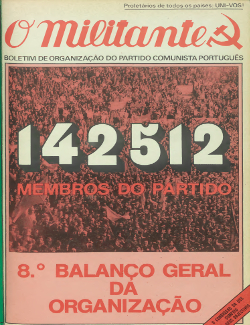 Proletários de todos os países: UNI-VOS!
O Militante
BOLETIM DE ORGANIZAÇÃO DO PARTIDO COMUNISTA PORTUGUÊS
142512
MEMBROS DO PARTIDO
8.º BALANÇO GERAL
DA
ORGANIZAÇÃO